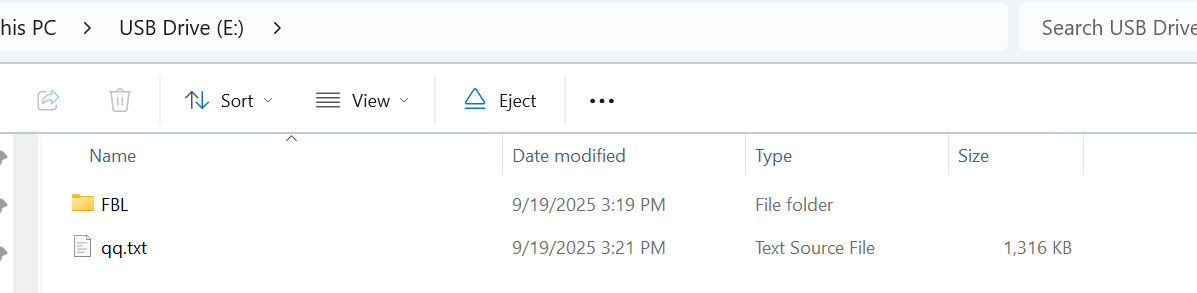 his PC > USB Drive (E:) >
Search USB Drive
Sort View Eject •••
Name Date modified Type Size
FBL 9/19/2025 3:19 PM File folder
qq.txt 9/19/2025 3:21 PM Text Source File 1,316 KB